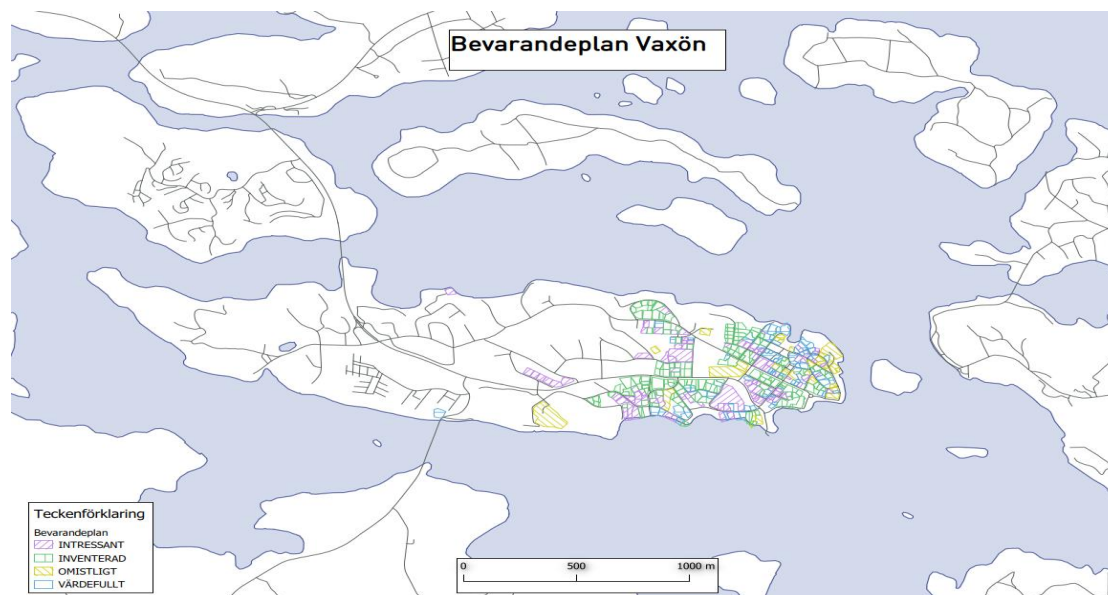 Bevarandeplan Vaxön
Teckenförklaring
Bevarandeplan
INTRESSANT
INVENTERAD
OMISTLIGT
VÄRDEFULLT
0 500 1000 m